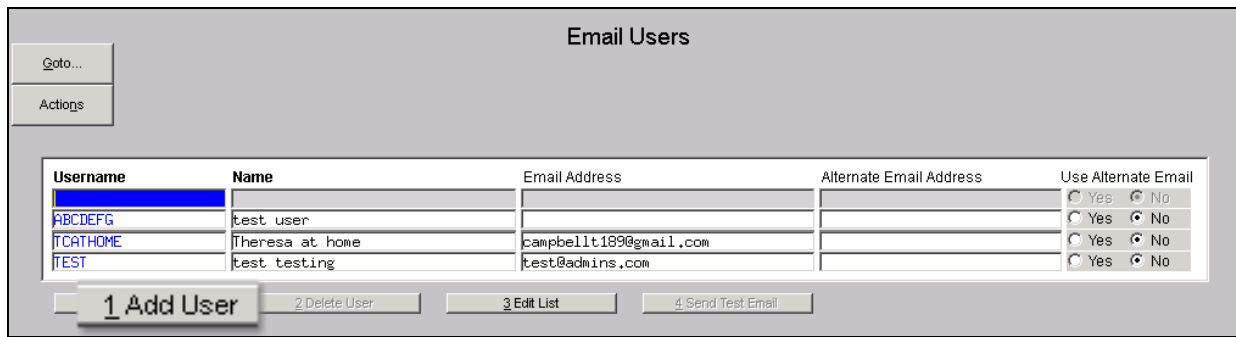 Email Users
Goto...
Actions
Username Name Email Address Alternate Email Address Use Alternate Email
Yes No
ABCDEFG test user Yes No
TCATHOME Theresa at home campbellt189@gmail.com Yes No
TEST test testing test@admins.com Yes No
1 Add User 2 Delete User 3 Edit List 4 Send Test Email